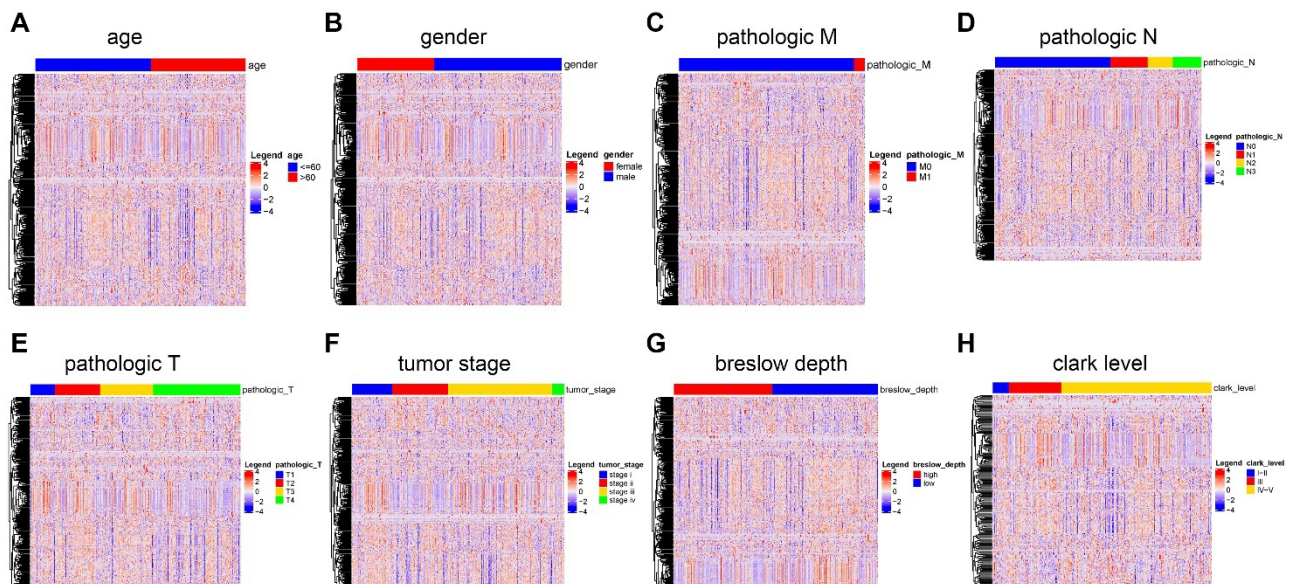 A
age
age
Legend
4
2
0
−2
−4
age
<=60
>60
B
gender
gender
Legend
4
2
0
−2
−4
gender
female
male
C
pathologic M
pathologic_M
Legend
4
2
0
−2
−4
pathologic_M
M0
M1
D
pathologic N
pathologic_N
Legend
4
2
0
−2
−4
pathologic_N
N0
N1
N2
N3
E
pathologic T
pathologic_T
Legend
4
2
0
−2
−4
pathologic_T
T1
T2
T3
T4
F
tumor stage
tumor_stage
Legend
4
2
0
−2
−4
tumor_stage
stage i
stage ii
stage iii
stage iv
G
breslow depth
breslow_depth
Legend
4
2
0
−2
−4
breslow_depth
high
low
H
clark level
clark_level
Legend
4
2
0
−2
−4
clark_level
I−II
III
IV−V